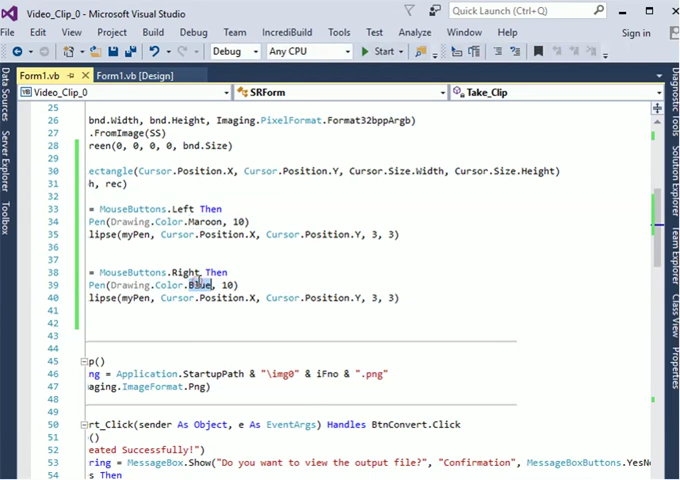 Video_Clip_0 - Microsoft Visual Studio
Quick Launch (Ctrl+Q)
File Edit View Project Build Debug Team IncrediBuild Tools Test Analyze Window Help
Sign in
Debug Any CPU Start
Form1.vb Form1.vb [Design]
Video_Clip_0 SRForm Take_Clip
Data Sources
Server Explorer
Toolbox
Diagnostic Tools
Solution Explorer
Team Explorer
Class View
Properties
25
26 bnd.Width, bnd.Height, Imaging.PixelFormat.Format32bppArgb)
27 .FromImage(SS)
28 reen(0, 0, 0, 0, bnd.Size)
29
30 ectangle(Cursor.Position.X, Cursor.Position.Y, Cursor.Size.Width, Cursor.Size.Height)
31 h, rec)
32
33 = MouseButtons.Left Then
34 Pen(Drawing.Color.Maroon, 10)
35 lipse(myPen, Cursor.Position.X, Cursor.Position.Y, 3, 3)
36
37
38 = MouseButtons.Right Then
39 Pen(Drawing.Color.Blue, 10)
40 lipse(myPen, Cursor.Position.X, Cursor.Position.Y, 3, 3)
41
42
43
44
45 p()
46 ng = Application.StartupPath & "\img0" & iFno & ".png"
47 maging.ImageFormat.Png)
48
49
50 rt_Click(sender As Object, e As EventArgs) Handles BtnConvert.Click
51 ()
52 eated Successfully!")
53 ring = MessageBox.Show("Do you want to view the output file?", "Confirmation", MessageBoxButtons.YesNo
54 s Then